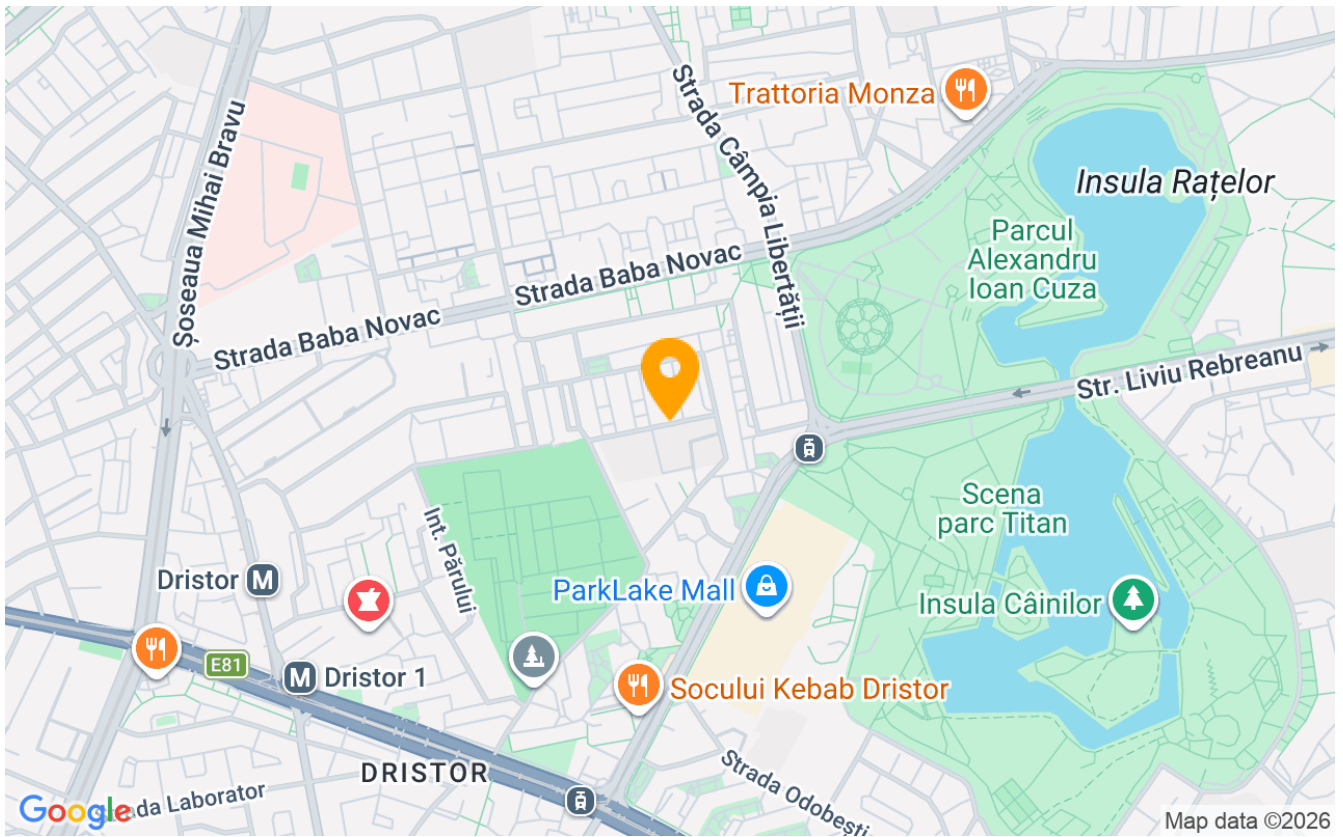 Trattoria Monza
Strada Câmpia Libertății
Șoseaua Mihai Bravu
Insula Rațelor
Parcul
Alexandru
Ioan Cuza
Strada Baba Novac
Strada Baba Novac
Str. Liviu Rebreanu
Scena
parc Titan
Int. Părului
Dristor M
ParkLake Mall
Insula Câinilor
E81
M Dristor 1
Socului Kebab Dristor
DRISTOR
Strada Odobești
Google
ada Laborator
Map data ©2026